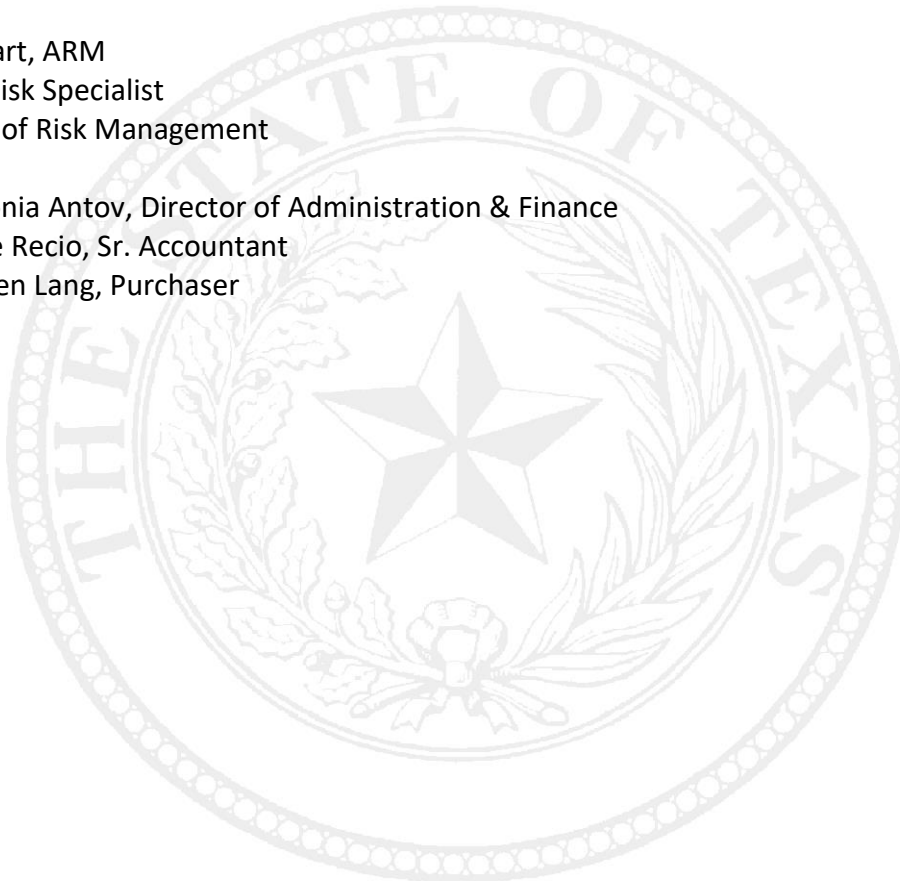 art, ARM
isk Specialist
of Risk Management
nia Antov, Director of Administration & Finance
e Recio, Sr. Accountant
en Lang, Purchaser
THE STATE OF TEXAS